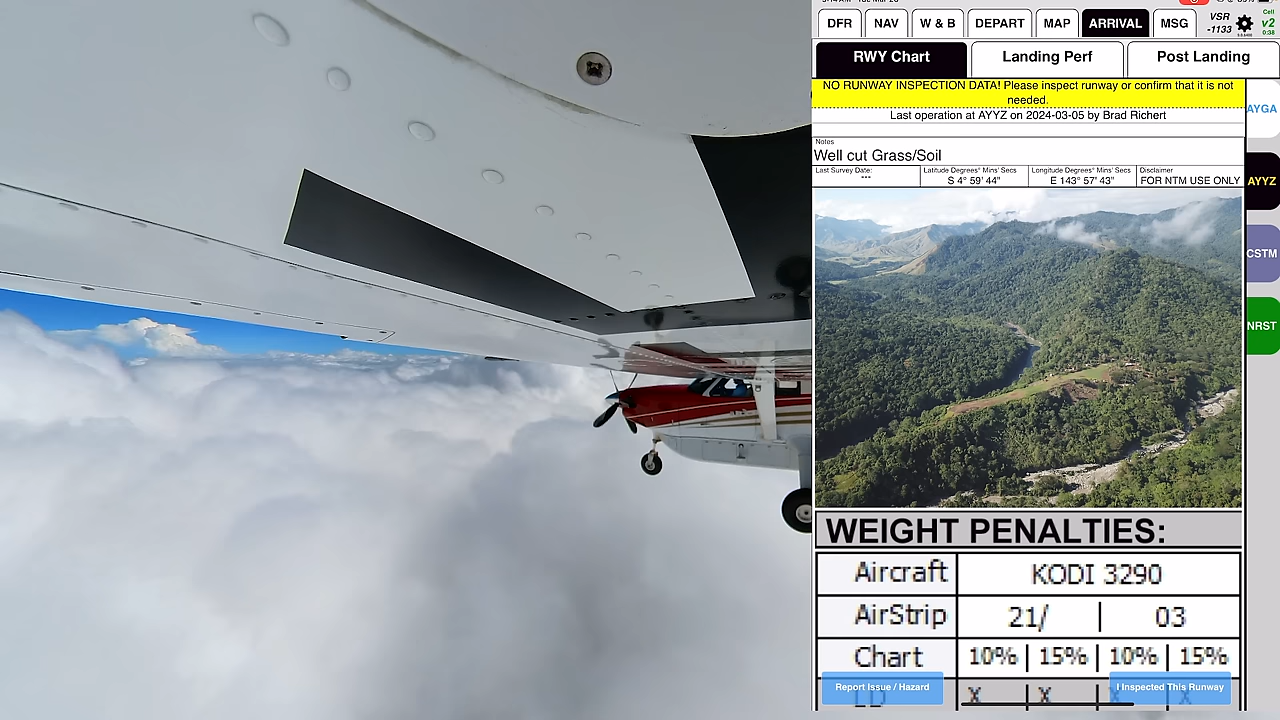 DFR NAV W & B DEPART MAP ARRIVAL MSG VSR -1133 Cell v2 0:38
RWY Chart Landing Perf Post Landing
NO RUNWAY INSPECTION DATA! Please inspect runway or confirm that it is not
needed.
Last operation at AYYZ on 2024-03-05 by Brad Richert
AYGA
Notes
Well cut Grass/Soil
Last Survey Date: Latitude Degrees° Mins' Secs Longitude Degrees° Mins' Secs Disclaimer
*** S 4° 59' 44" E 143° 57' 43" FOR NTM USE ONLY
AYYZ
CSTM
NRST
WEIGHT PENALTIES:
Aircraft KODI 3290
AirStrip 21/ | 03
Chart 10% | 15% | 10% | 15%
LD X | X | X | X
Report Issue / Hazard I Inspected This Runway